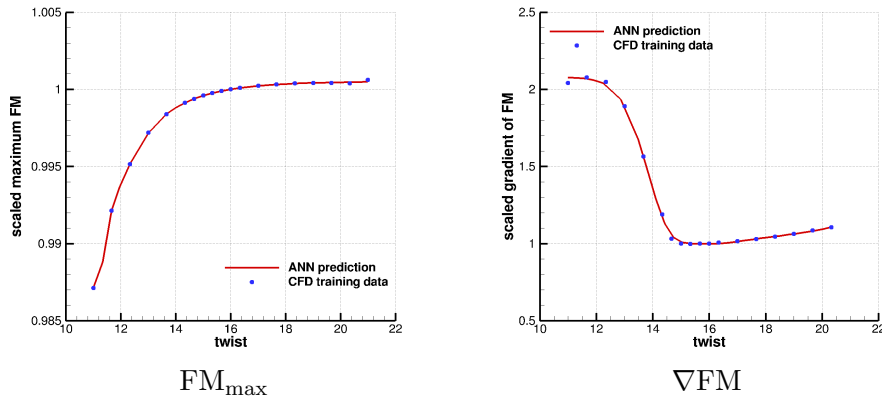 1.005
1
0.995
0.99
0.985
scaled maximum FM
ANN prediction
CFD training data
10 12 14 16 18 20 22
twist
FMmax
2.5
2
1.5
1
0.5
scaled gradient of FM
ANN prediction
CFD training data
10 12 14 16 18 20 22
twist
∇FM